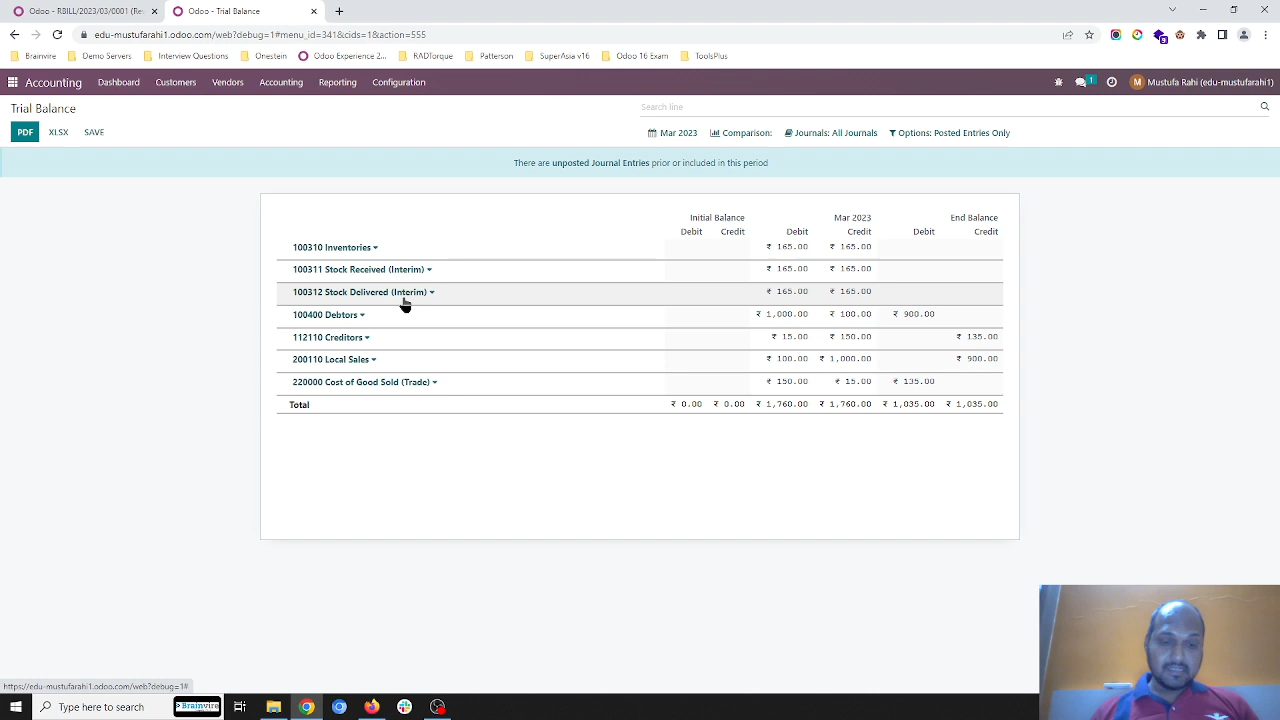 Odoo - RBILL/2023/03/0001 (Rev
Odoo - Trial Balance
edu-mustufarahi1.odoo.com/web?debug=1#menu_id=341&cids=1&action=555
Brainvire
Demo Servers
Interview Questions
Onestein
Odoo Experience 2...
RADTorque
Patterson
SuperAsia v16
Odoo 16 Exam
ToolsPlus
Accounting Dashboard Customers Vendors Accounting Reporting Configuration
1
Mustufa Rahi (edu-mustufarahi1)
Trial Balance
Search line
PDF XLSX SAVE
Mar 2023 Comparison: Journals: All Journals Options: Posted Entries Only
There are unposted Journal Entries prior or included in this period
Initial Balance Mar 2023 End Balance
Debit Credit Debit Credit Debit Credit
100310 Inventories ₹ 165.00 ₹ 165.00
100311 Stock Received (Interim) ₹ 165.00 ₹ 165.00
100312 Stock Delivered (Interim) ₹ 165.00 ₹ 165.00
100400 Debtors ₹ 1,000.00 ₹ 100.00 ₹ 900.00
112110 Creditors ₹ 15.00 ₹ 150.00 ₹ 135.00
200110 Local Sales ₹ 100.00 ₹ 1,000.00 ₹ 900.00
220000 Cost of Good Sold (Trade) ₹ 150.00 ₹ 15.00 ₹ 135.00
Total ₹ 0.00 ₹ 0.00 ₹ 1,760.00 ₹ 1,760.00 ₹ 1,035.00 ₹ 1,035.00
https://edu-mustufarahi1.odoo.com/web?debug=1#
Type here to search
Brainvire